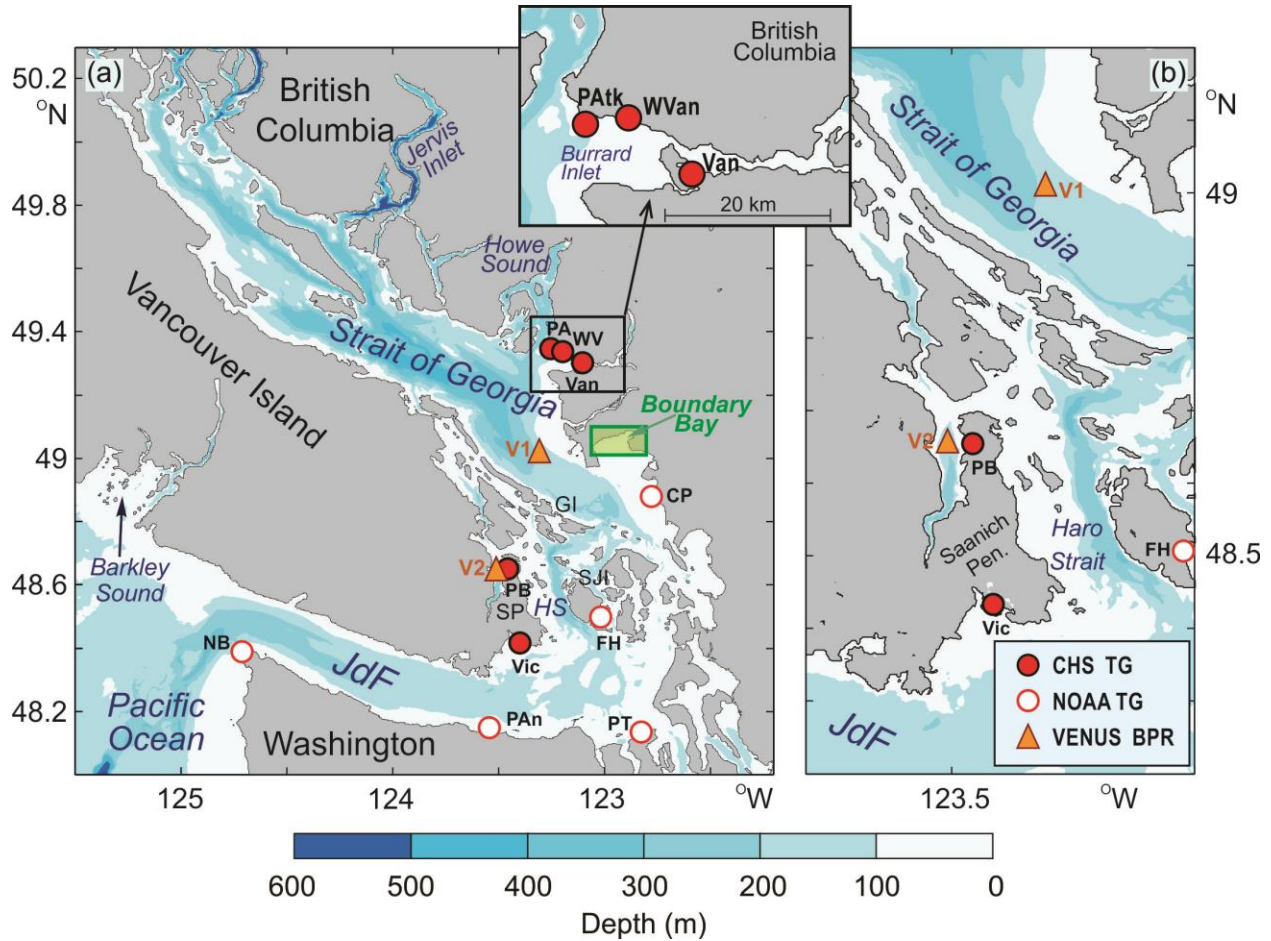 (a)
50.2
°N
49.8
49.4
49
48.6
48.2
125
124
123
°W
British
Columbia
Jervis
Inlet
Howe
Sound
Vancouver Island
Strait of Georgia
PA
WV
Van
Boundary
Bay
V1
CP
GI
Barkley
Sound
V2
PB
SJI
SP
HS
FH
NB
Vic
JdF
Pacific
Ocean
PAn
PT
Washington
British
Columbia
PAtk
WVan
Burrard
Inlet
Van
20 km
(b)
°N
Strait of Georgia
V1
49
V2
PB
Saanich
Pen.
Haro
Strait
FH
48.5
Vic
JdF
CHS TG
NOAA TG
VENUS BPR
123.5
°W
600
500
400
300
200
100
0
Depth (m)